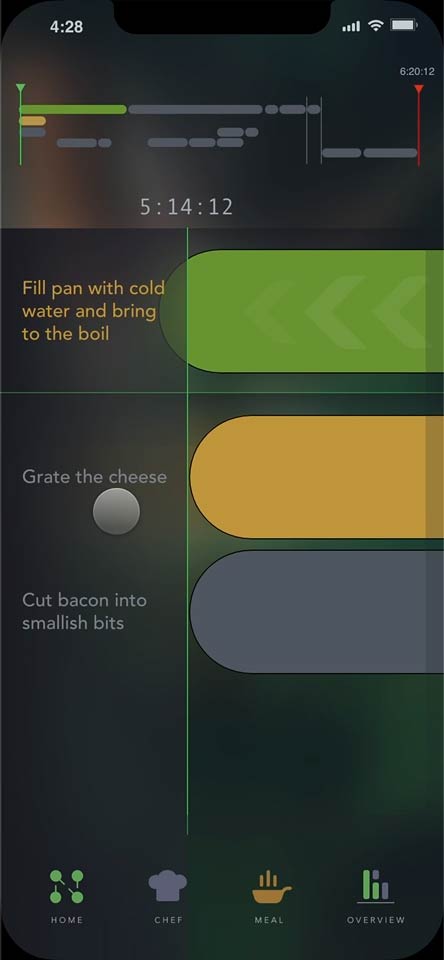 4:28
6:20:12
5:14:12
Fill pan with cold
water and bring
to the boil
Grate the cheese
Cut bacon into
smallish bits
HOME
CHEF
MEAL
OVERVIEW